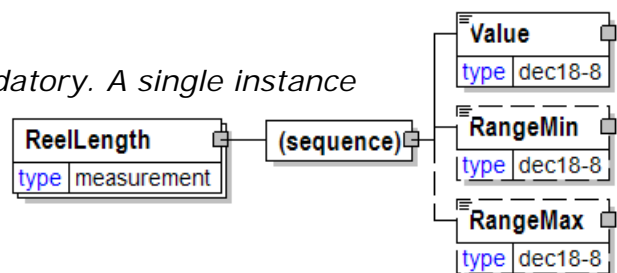 datory. A single instance
ReelLength
type measurement
(sequence)
Value
type dec18-8
RangeMin
type dec18-8
RangeMax
type dec18-8